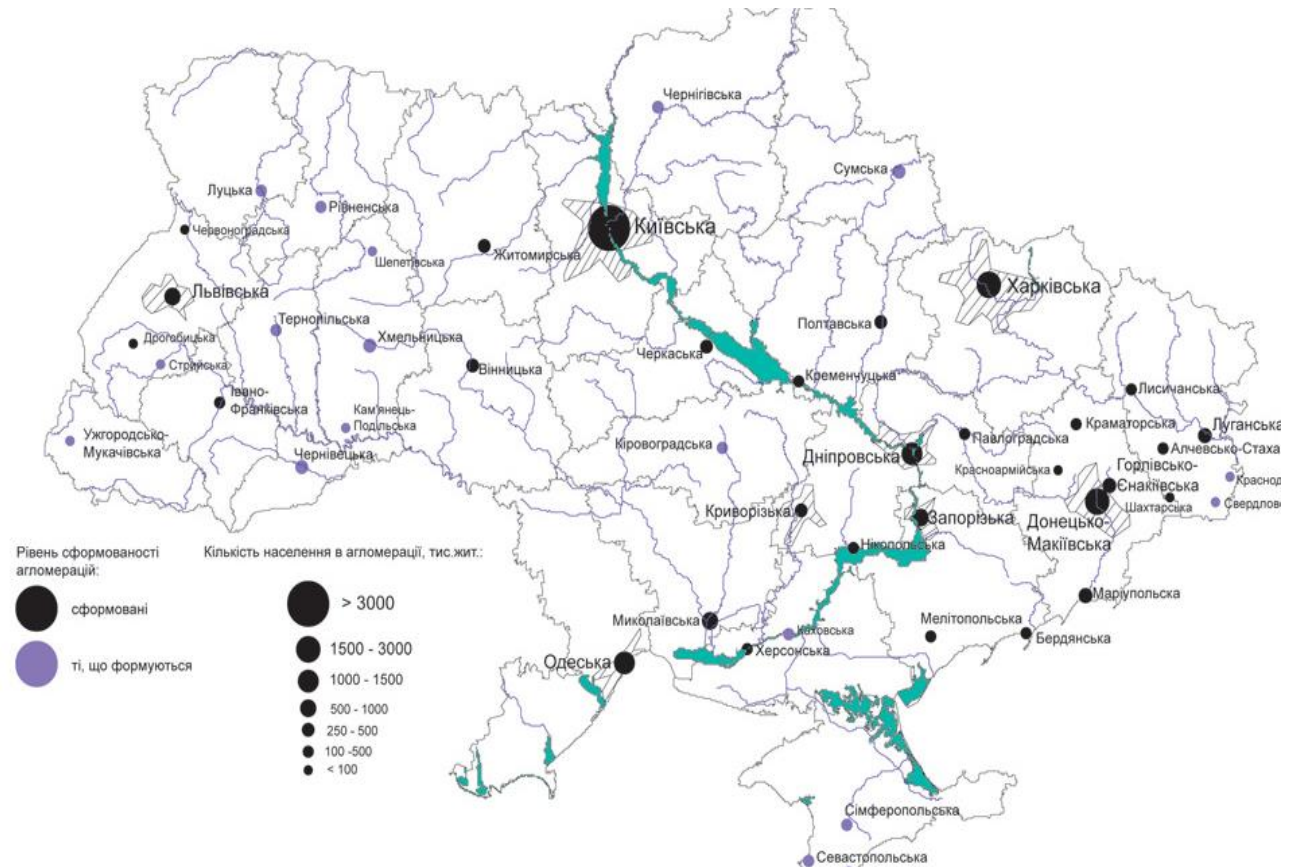 Чернігівська
Сумська
Луцька
Рівненська
Червоноградська
Київська
Житомирська
Шепетівська
Львівська
Харківська
Тернопільська
Хмельницька
Полтавська
Дрогобицька
Черкаська
Стрийська
Вінницька
Кременчуцька
Лисичанська
Івано-
Франківська
Кам'янець-
Подільська
Ужгородсько-
Мукачівська
Чернівецька
Кіровоградська
Павлоградська
Краматорська
Луганська
Алчевсько-Стаха
Дніпровська
Красноармійська
Горлівсько-
Єнакіївська
Краснод
Шахтарська
Свердлов
Криворізька
Запорізька
Донецько-
Макіївська
Нікопольська
Маріупольска
Миколаївська
Каховська
Мелітопольська
Бердянська
Херсонська
Одеська
Сімферопольська
Севастопольська
Рівень сформованості
агломерацій:
сформовані
ті, що формуються
Кількість населення в агломерації, тис.жит.:
> 3000
1500 - 3000
1000 - 1500
500 - 1000
250 - 500
100 -500
< 100